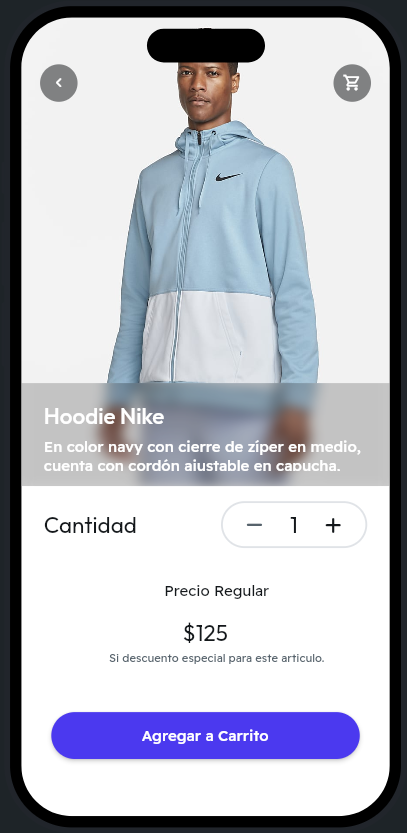 Hoodie Nike
En color navy con cierre de zíper en medio,
cuenta con cordón ajustable en capucha.
Cantidad
1
Precio Regular
$125
Si descuento especial para este articulo.
Agregar a Carrito